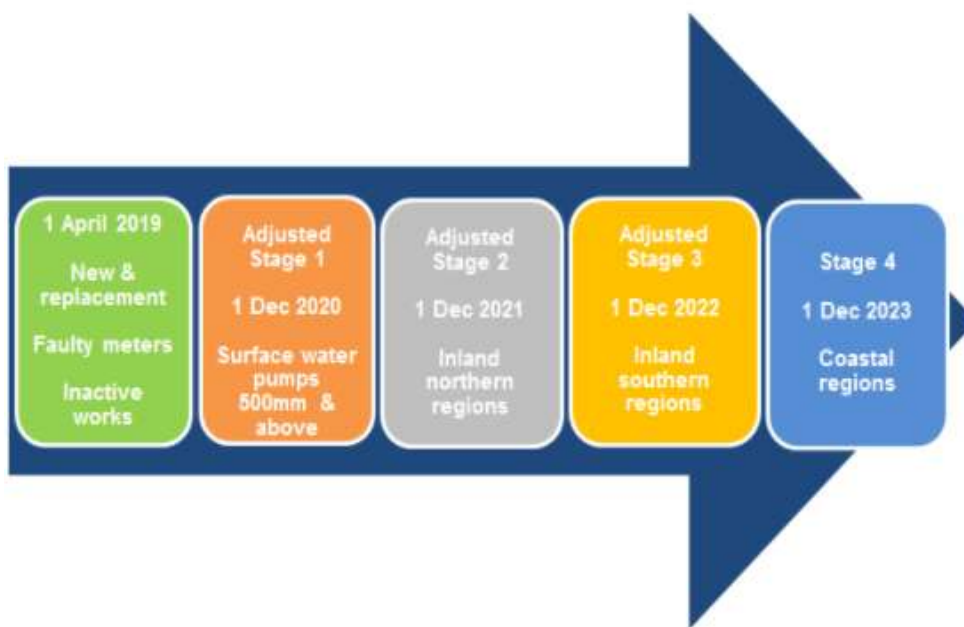 1 April 2019
New &
replacement
Faulty meters
Inactive
works
Adjusted
Stage 1
1 Dec 2020
Surface water
pumps
500mm &
above
Adjusted
Stage 2
1 Dec 2021
Inland
northern
regions
Adjusted
Stage 3
1 Dec 2022
Inland
southern
regions
Stage 4
1 Dec 2023
Coastal
regions